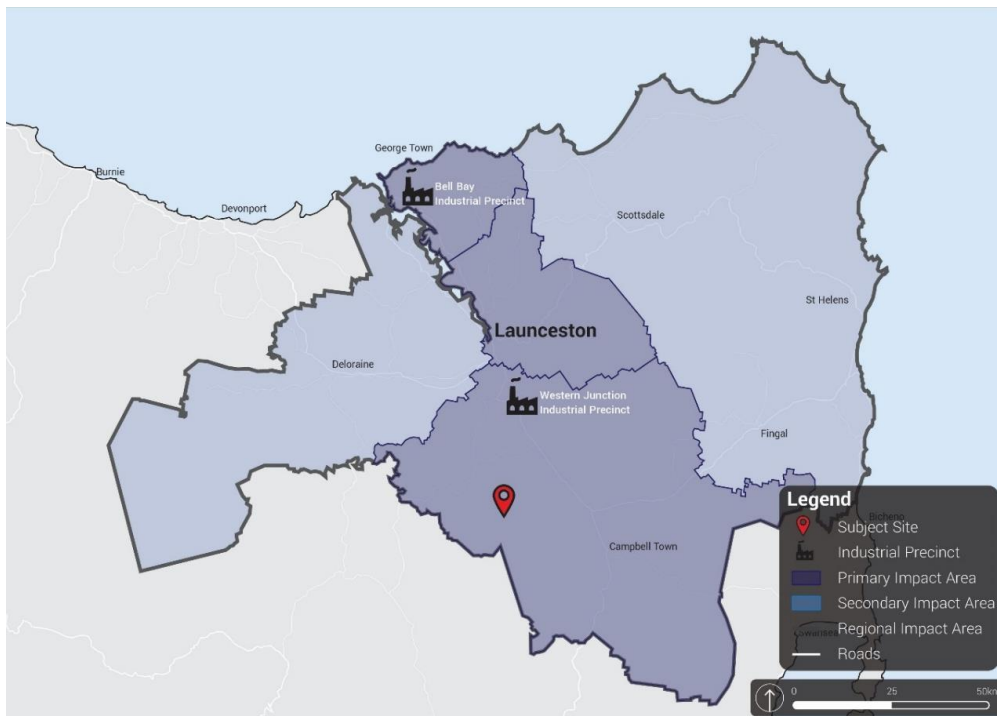 George Town
Burnie
Bell Bay
Industrial Precinct
Devonport
Scottsdale
St Helens
Launceston
Deloraine
Western Junction
Industrial Precinct
Fingal
Campbell Town
Legend
Bicheno
Subject Site
Industrial Precinct
Primary Impact Area
Secondary Impact Area
Regional Impact Area
Swansea
Roads
0 25 50km